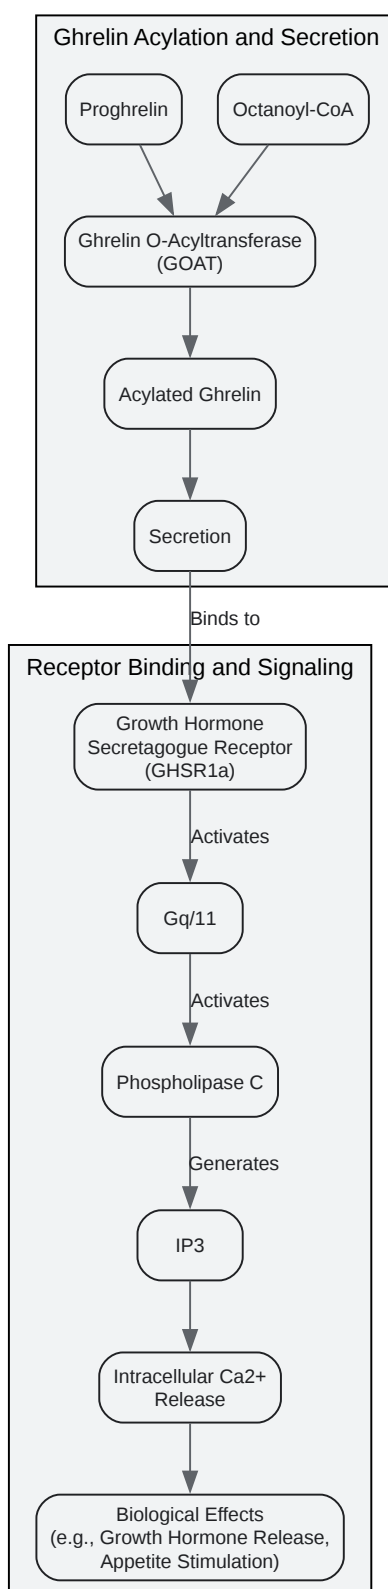 Ghrelin Acylation and Secretion
Proghrelin
Octanoyl-CoA
Ghrelin O-Acyltransferase
(GOAT)
Acylated Ghrelin
Secretion
Binds to
Receptor Binding and Signaling
Growth Hormone
Secretagogue Receptor
(GHSR1a)
Activates
Gq/11
Activates
Phospholipase C
Generates
IP3
Intracellular Ca2+
Release
Biological Effects
(e.g., Growth Hormone Release,
Appetite Stimulation)